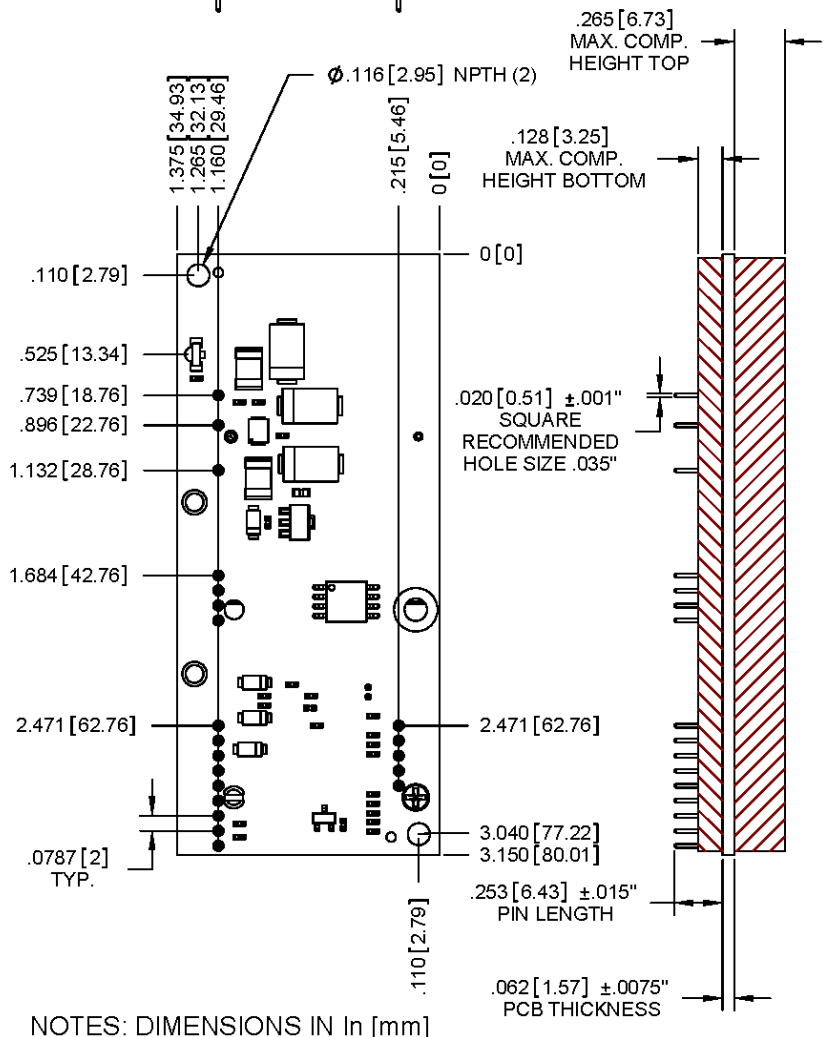 .265 [6.73]
MAX. COMP.
HEIGHT TOP
Ø.116 [2.95] NPTH (2)
1.375 [34.93]
1.265 [32.13]
1.160 [29.46]
.215 [5.46]
0 [0]
.128 [3.25]
MAX. COMP.
HEIGHT BOTTOM
0 [0]
.110 [2.79]
.525 [13.34]
.739 [18.76]
.896 [22.76]
1.132 [28.76]
.020 [0.51] ±.001"
SQUARE
RECOMMENDED
HOLE SIZE .035"
1.684 [42.76]
2.471 [62.76]
2.471 [62.76]
3.040 [77.22]
3.150 [80.01]
.0787 [2]
TYP.
.253 [6.43] ±.015"
PIN LENGTH
.110 [2.79]
.062 [1.57] ±.0075"
PCB THICKNESS
NOTES: DIMENSIONS IN In [mm]